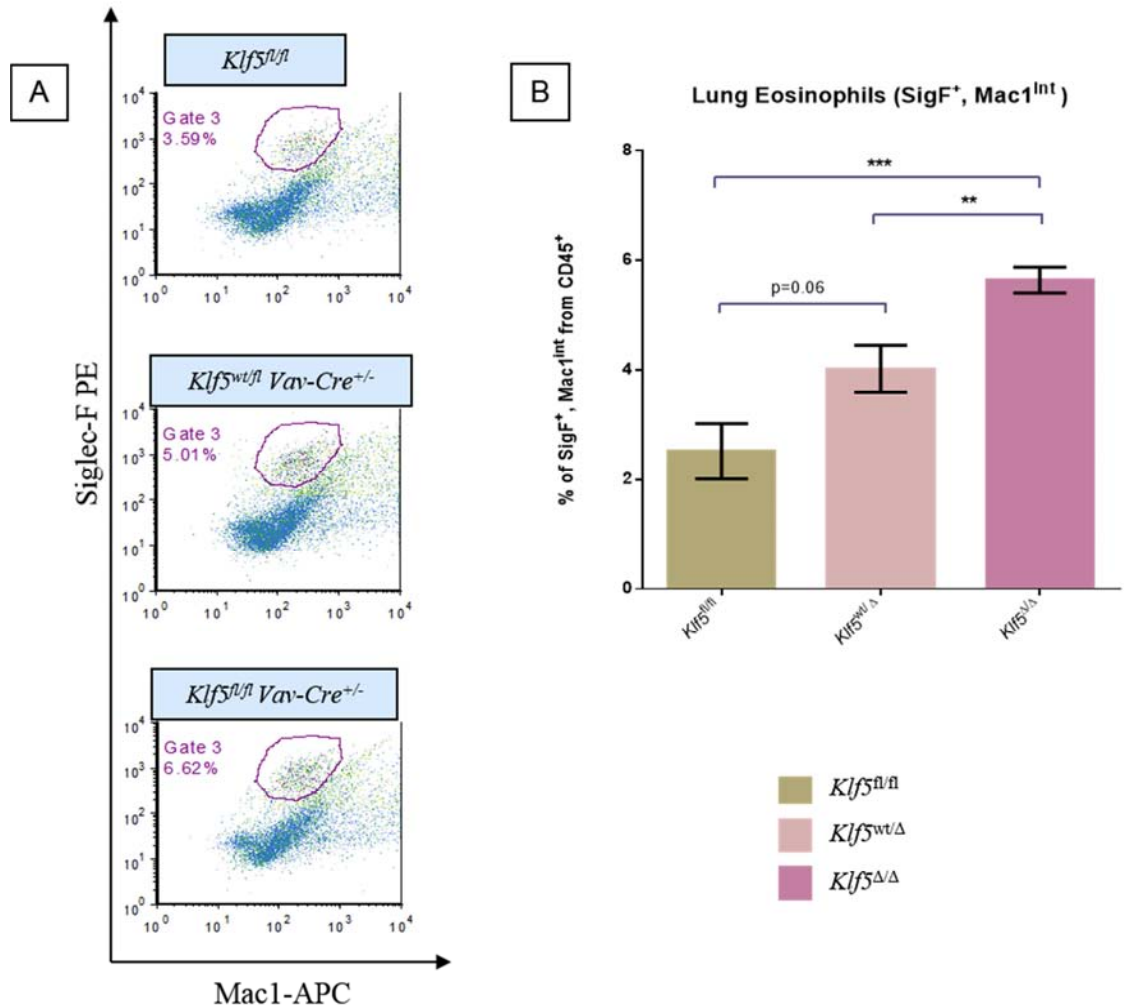 A
Klf5fl/fl
Gate 3
3.59%
10⁴
10³
10²
10¹
10⁰
10⁰ 10¹ 10² 10³ 10⁴
Klf5wt/fl Vav-Cre+/-
Gate 3
5.01%
10⁴
10³
10²
10¹
10⁰
10⁰ 10¹ 10² 10³ 10⁴
Klf5fl/fl Vav-Cre+/-
Gate 3
6.62%
10⁴
10³
10²
10¹
10⁰
10⁰ 10¹ 10² 10³ 10⁴
Siglec-F PE
Mac1-APC
B
Lung Eosinophils (SigF⁺, Mac1Int)
% of SigF⁺, Mac1int from CD45⁺
8
6
4
2
0
***
**
p=0.06
Klf5fl/fl
Klf5wt/Δ
Klf5Δ/Δ
Klf5fl/fl
Klf5wt/Δ
Klf5Δ/Δ